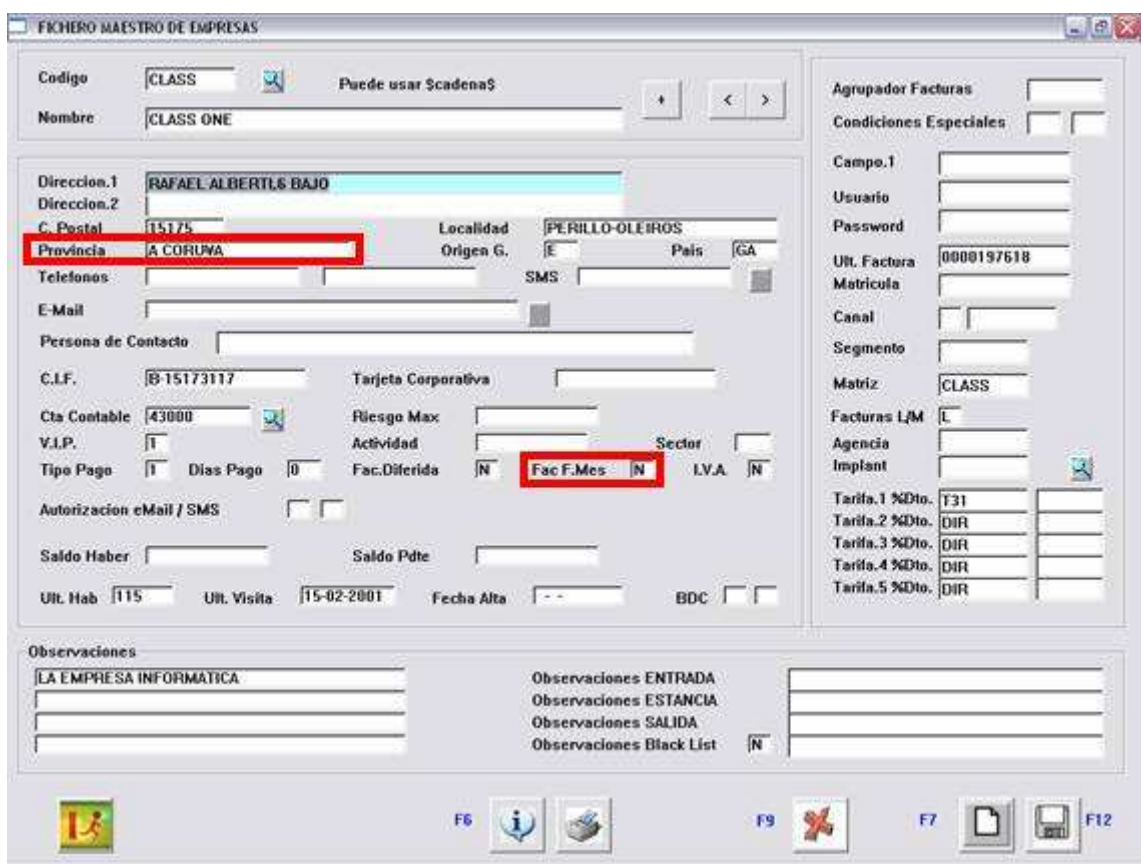 FICHERO MAESTRO DE EMPRESAS
Codigo CLASS Puede usar $cadena$ + < >
Nombre CLASS ONE
Direccion.1 RAFAEL ALBERTI,6 BAJO
Direccion.2
C. Postal 15175 Localidad PERILLO-OLEIROS
Provincia A CORUÑA Origen G. E Pais GA
Telefonos SMS
E-Mail
Persona de Contacto
C.I.F. B-15173117 Tarjeta Corporativa
Cta Contable 43000 Riesgo Max
V.I.P. 1 Actividad Sector
Tipo Pago 1 Dias Pago 0 Fac.Diferida N Fac F.Mes N I.V.A. N
Autorizacion eMail / SMS
Saldo Haber Saldo Pdte
Ult. Hab 115 Ult. Visita 15-02-2001 Fecha Alta - - BDC
Agrupador Facturas
Condiciones Especiales
Campo.1
Usuario
Password
Ult. Factura 0000197618
Matricula
Canal
Segmento
Matriz CLASS
Facturas L/M L
Agencia
Implant
Tarifa.1 %Dto. T31
Tarifa.2 %Dto. DIR
Tarifa.3 %Dto. DIR
Tarifa.4 %Dto. DIR
Tarifa.5 %Dto. DIR
Observaciones
LA EMPRESA INFORMATICA
Observaciones ENTRADA
Observaciones ESTANCIA
Observaciones SALIDA
Observaciones Black List N
F6 F9 F7 F12